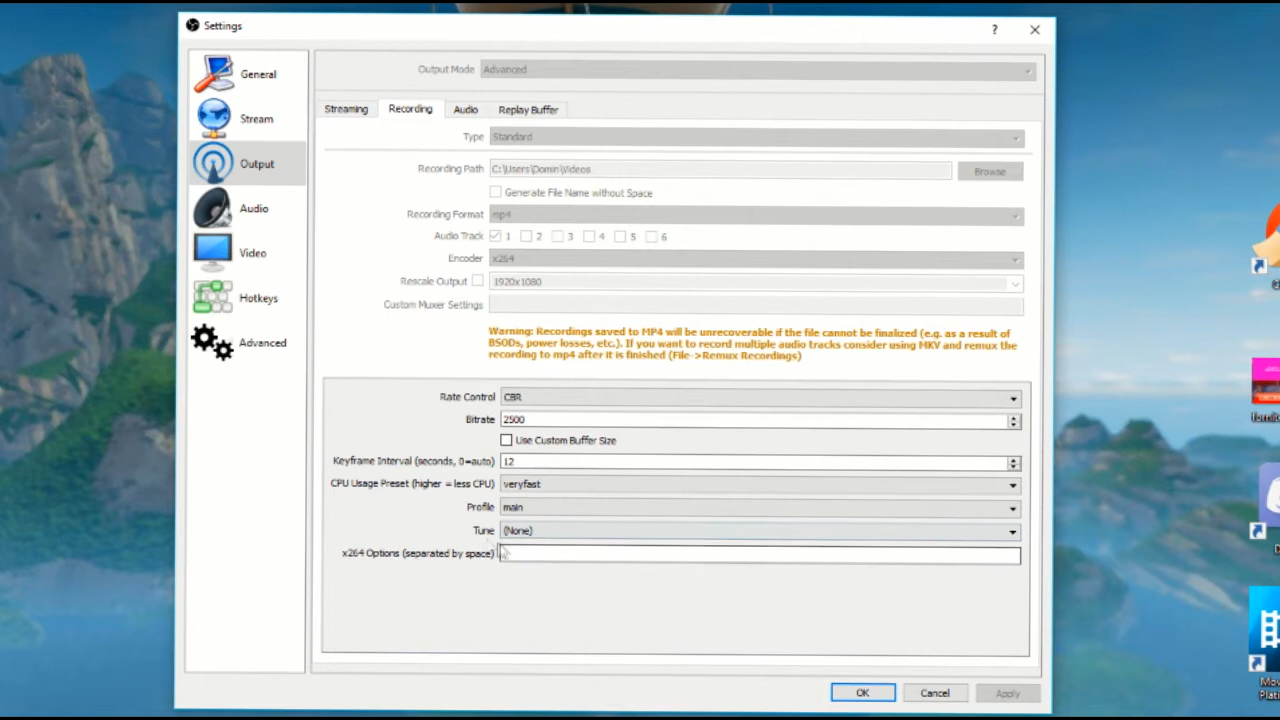 Settings
?
General
Stream
Output
Audio
Video
Hotkeys
Advanced
Output Mode Advanced
Streaming Recording Audio Replay Buffer
Type Standard
Recording Path C:\Users\Domin\Videos Browse
Generate File Name without Space
Recording Format mp4
Audio Track 1 2 3 4 5 6
Encoder x264
Rescale Output 1920x1080
Custom Muxer Settings
Warning: Recordings saved to MP4 will be unrecoverable if the file cannot be finalized (e.g. as a result of
BSODs, power losses, etc.). If you want to record multiple audio tracks consider using MKV and remux the
recording to mp4 after it is finished (File->Remux Recordings)
Rate Control CBR
Bitrate 2500
Use Custom Buffer Size
Keyframe Interval (seconds, 0=auto) 12
CPU Usage Preset (higher = less CPU) veryfast
Profile main
Tune (None)
x264 Options (separated by space)
OK Cancel Apply